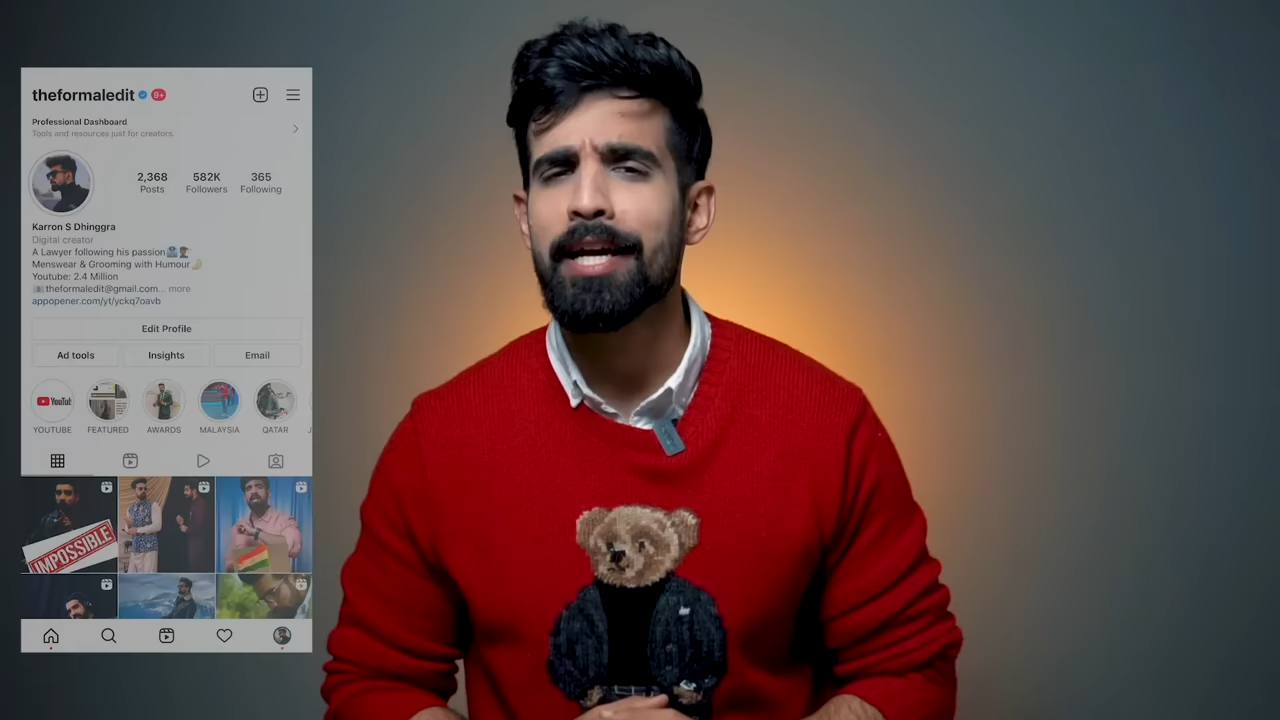 theformaledit 9+
Professional Dashboard
Tools and resources just for creators.
2,368 582K 365
Posts Followers Following
Karron S Dhinggra
Digital creator
A Lawyer following his passion
Menswear & Grooming with Humour
Youtube: 2.4 Million
theformaledit@gmail.com... more
appopener.com/yt/yckq7oavb
Edit Profile
Ad tools Insights Email
YouTub
YOUTUBE FEATURED AWARDS MALAYSIA QATAR
IMPOSSIBLE